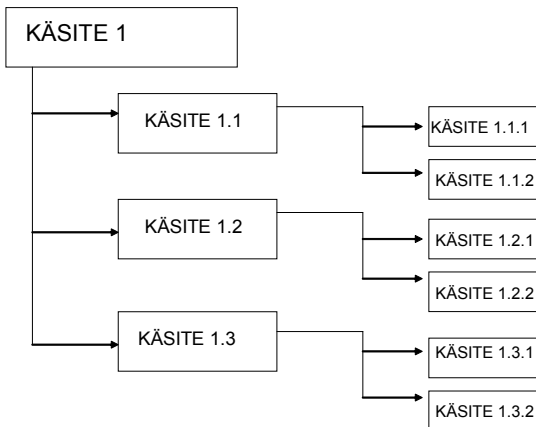 KÄSITE 1
KÄSITE 1.1
KÄSITE 1.1.1
KÄSITE 1.1.2
KÄSITE 1.2
KÄSITE 1.2.1
KÄSITE 1.2.2
KÄSITE 1.3
KÄSITE 1.3.1
KÄSITE 1.3.2